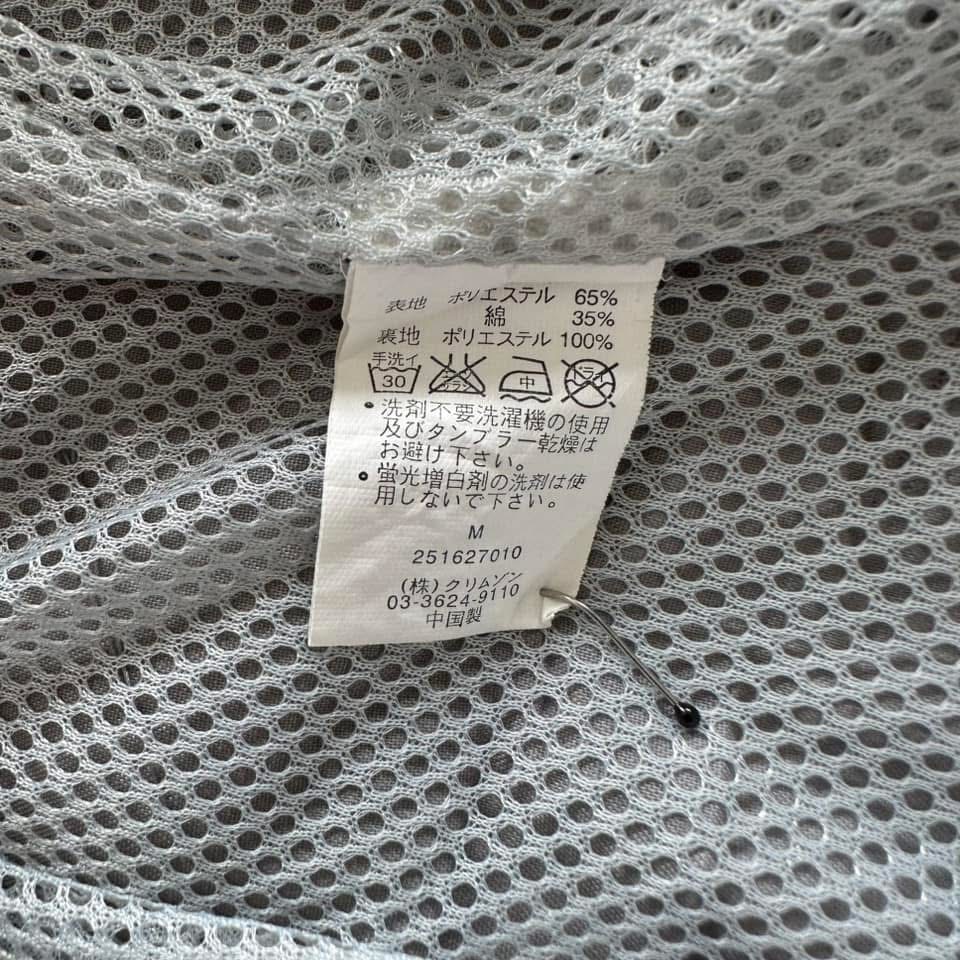 表地 ポリエステル 65%
綿 35%
裏地 ポリエステル 100%
手洗イ
30 中 ドライ
・洗剤不要洗濯機の使用
及びタンブラー乾燥は
お避け下さい。
・蛍光増白剤の洗剤は使
用しないで下さい。
M
251627010
(株)クリムゾン
03-3624-9110
中国製